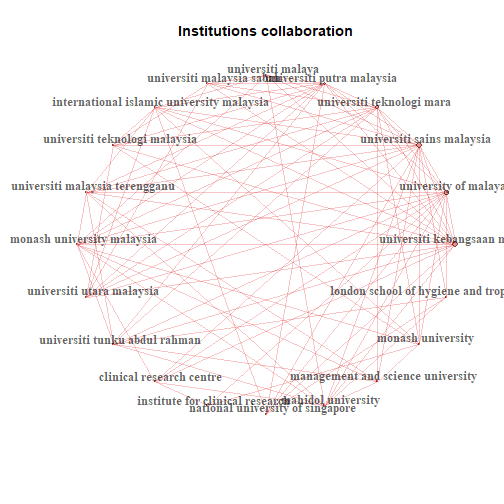 Institutions collaboration
universiti malaya
universiti malaysia sabah
universiti putra malaysia
international islamic university malaysia
universiti teknologi mara
universiti teknologi malaysia
universiti sains malaysia
universiti malaysia terengganu
university of malaya
monash university malaysia
universiti kebangsaan m
universiti utara malaysia
london school of hygiene and trop
universiti tunku abdul rahman
monash university
clinical research centre
management and science university
institute for clinical research
mahidol university
national university of singapore